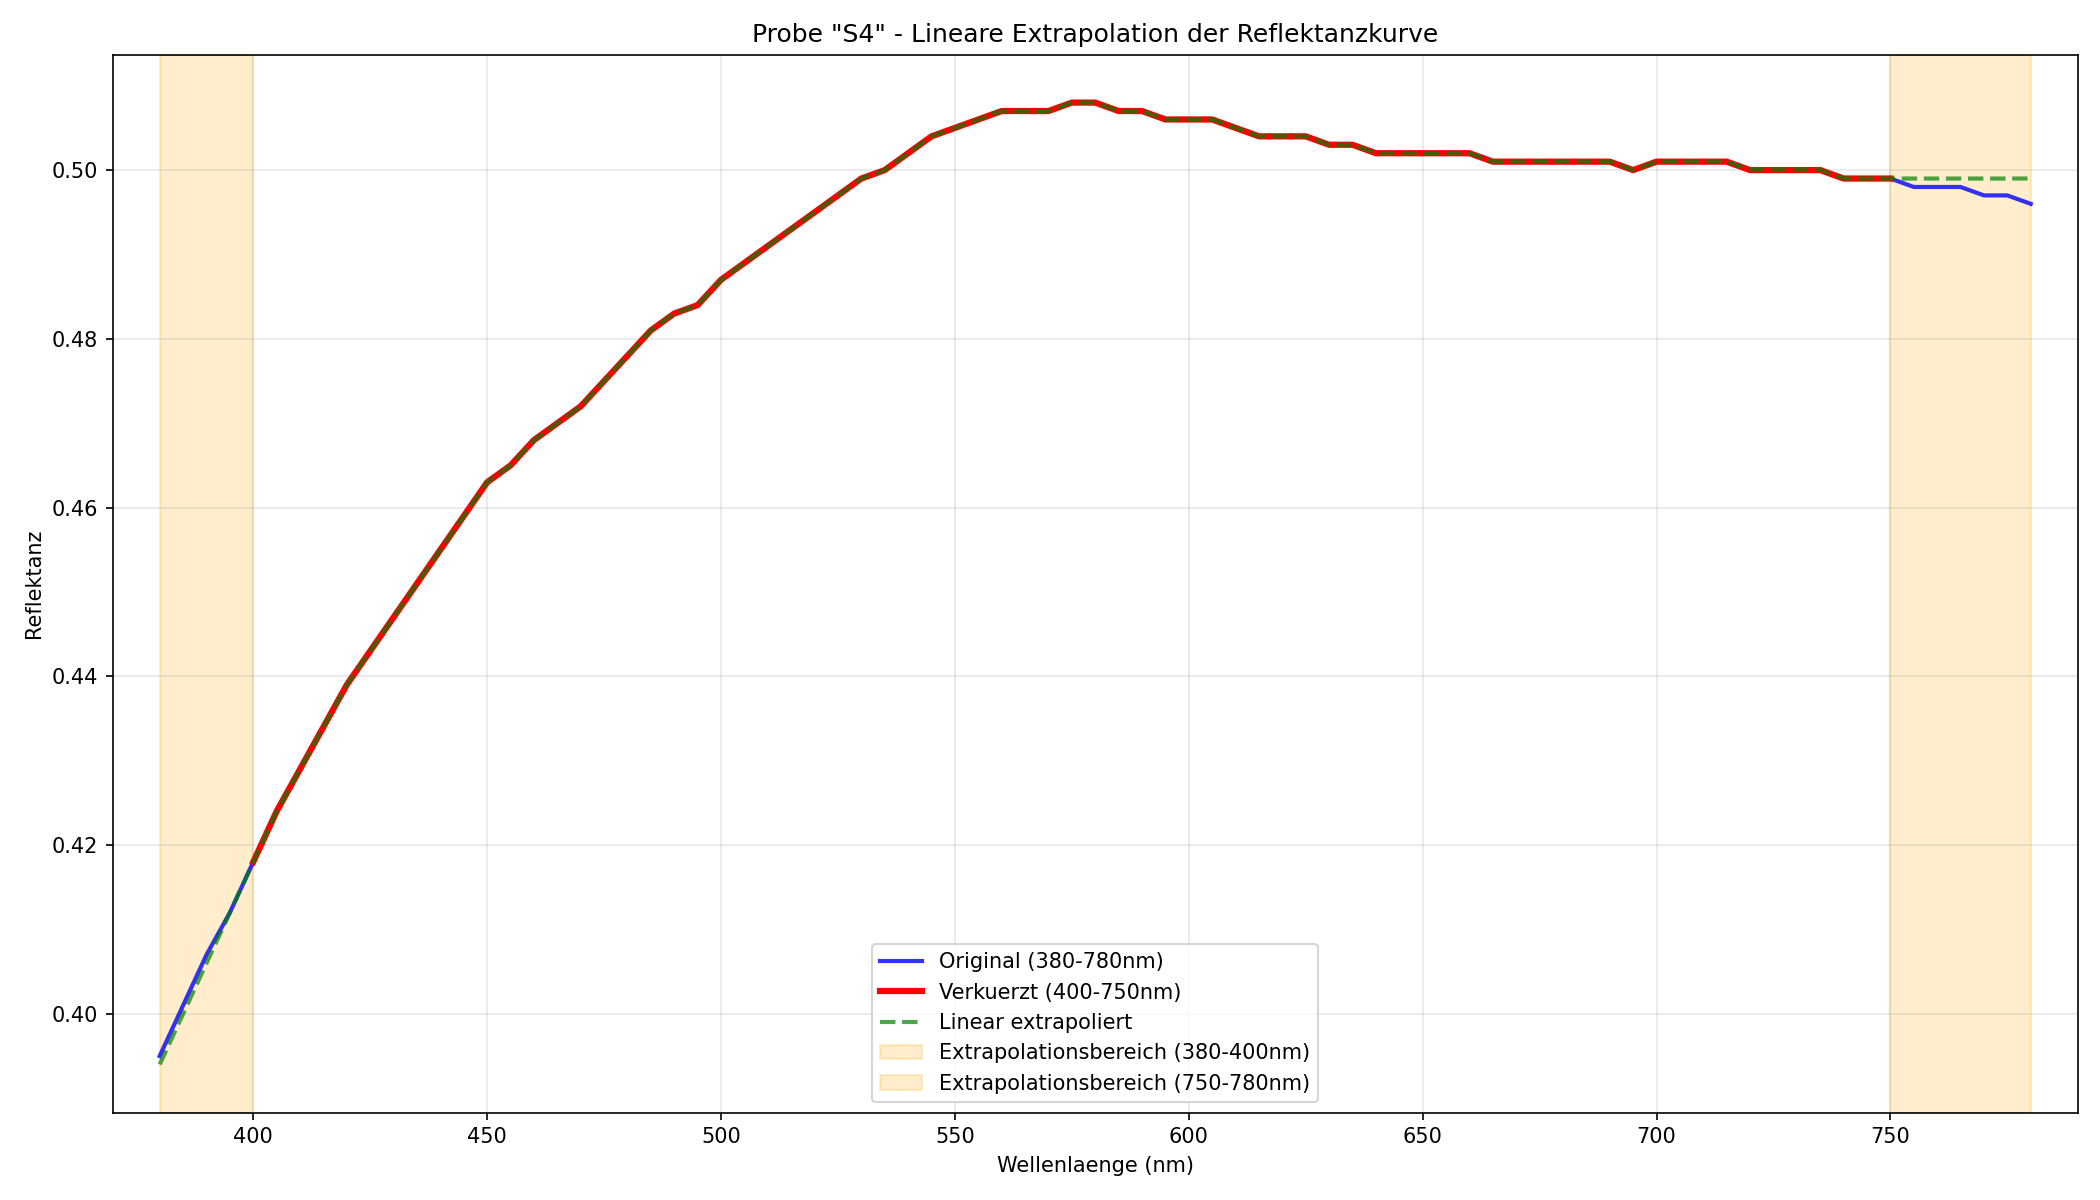 Probe "S4" - Lineare Extrapolation der Reflektanzkurve
Reflektanz
0.50
0.48
0.46
0.44
0.42
0.40
Original (380-780nm)
Verkuerzt (400-750nm)
Linear extrapoliert
Extrapolationsbereich (380-400nm)
Extrapolationsbereich (750-780nm)
400 450 500 550 600 650 700 750
Wellenlaenge (nm)